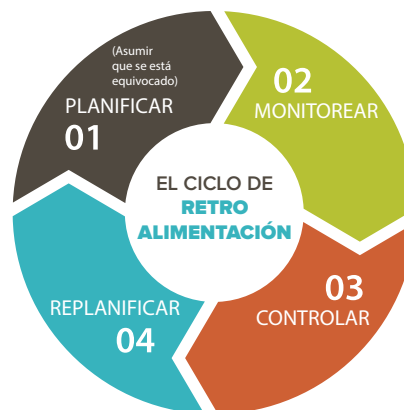 (Asumir
que se está
equivocado)
PLANIFICAR
01
02
MONITOREAR
EL CICLO DE
RETRO
ALIMENTACIÓN
03
CONTROLAR
REPLANIFICAR
04